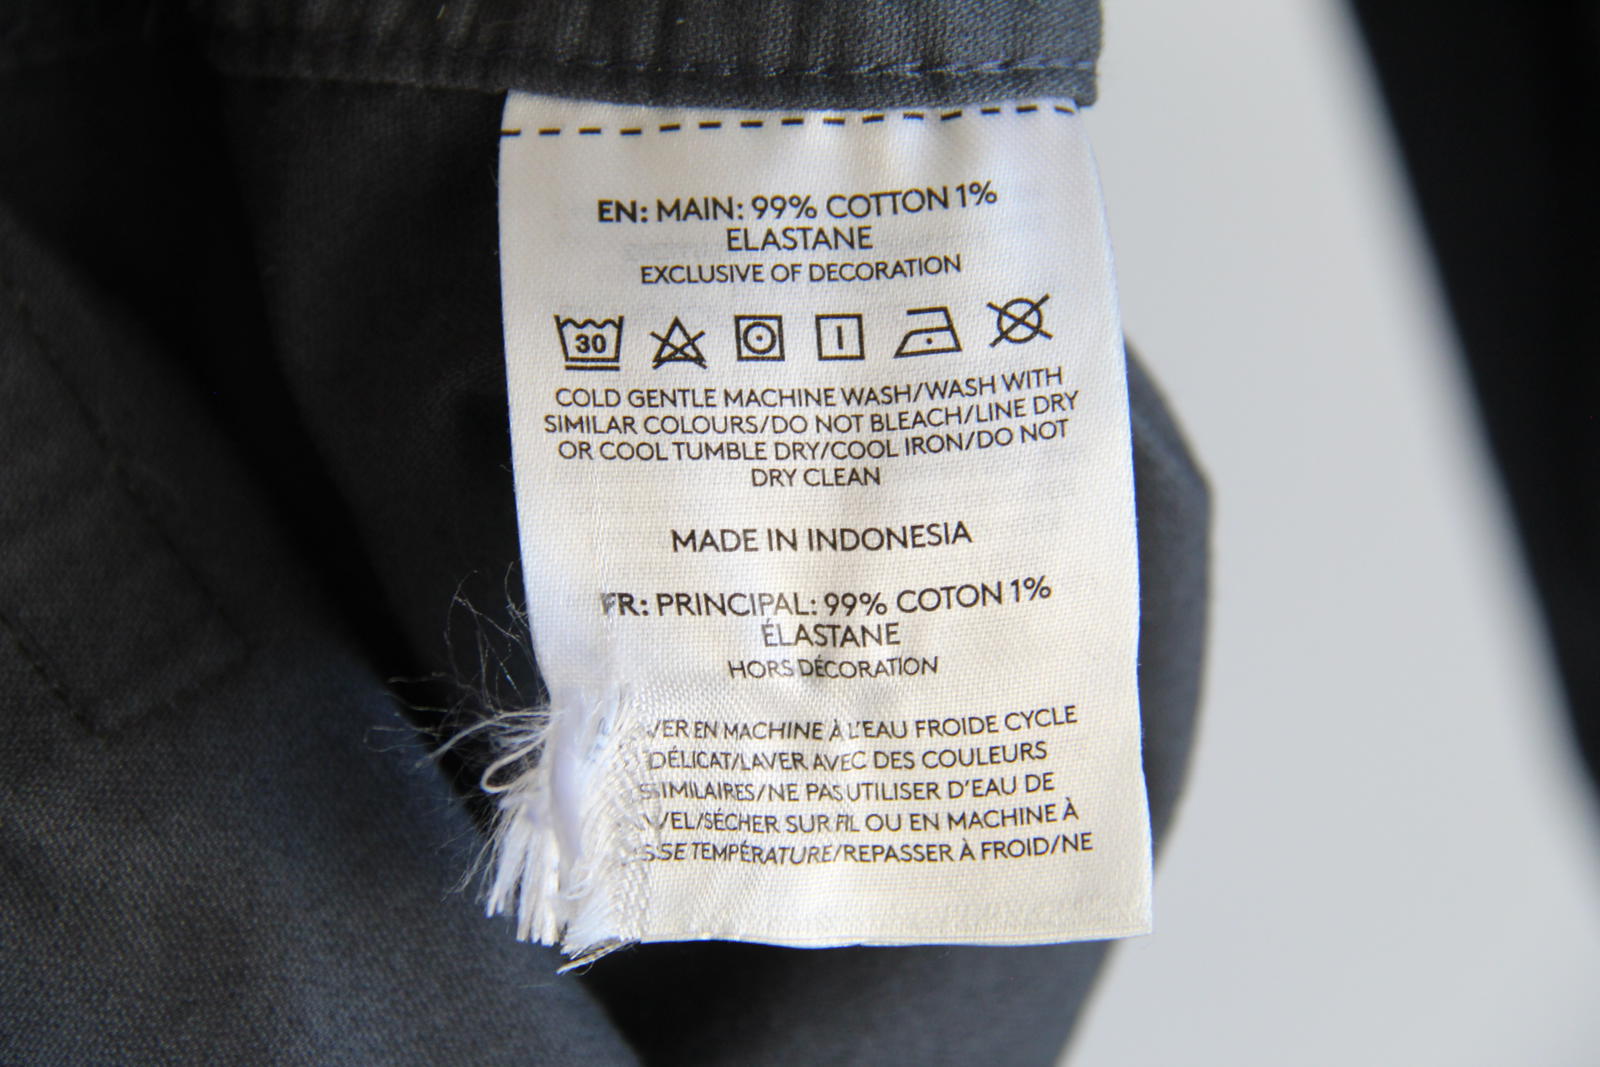 EN: MAIN: 99% COTTON 1%
ELASTANE
EXCLUSIVE OF DECORATION
30
COLD GENTLE MACHINE WASH/WASH WITH
SIMILAR COLOURS/DO NOT BLEACH/LINE DRY
OR COOL TUMBLE DRY/COOL IRON/DO NOT
DRY CLEAN
MADE IN INDONESIA
FR: PRINCIPAL: 99% COTON 1%
ÉLASTANE
HORS DÉCORATION
EN MACHINE À L'EAU FROIDE CYCLE
DÉLICAT/LAVER AVEC DES COULEURS
SIMILAIRES/NE PAS UTILISER D'EAU DE
/SÉCHER SUR FIL OU EN MACHINE À
TEMPÉRATURE/REPASSER À FROID/NE